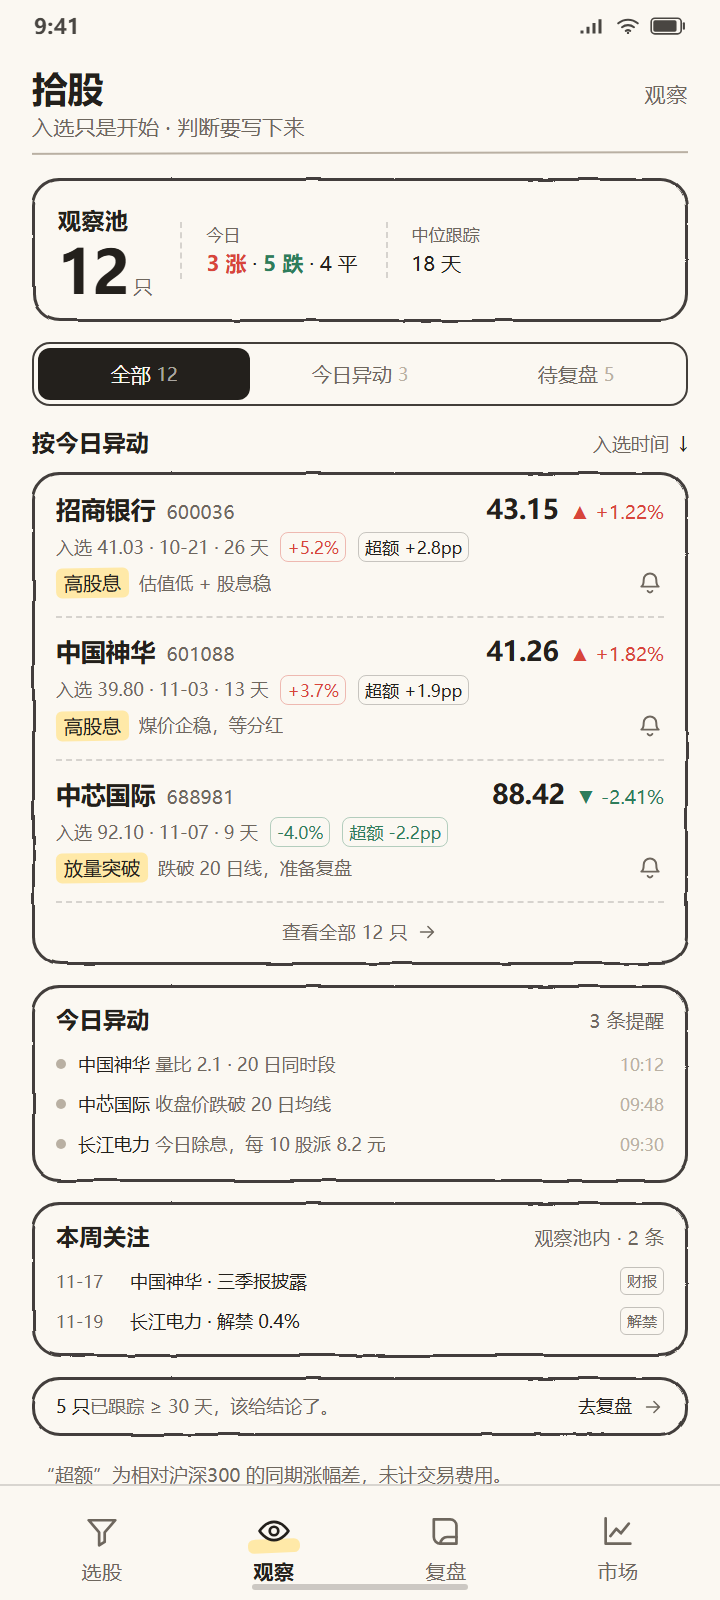 9:41
拾股
观察
入选只是开始 · 判断要写下来
观察池
12 只
今日
3 涨 · 5 跌 · 4 平
中位跟踪
18 天
全部 12
今日异动 3
待复盘 5
按今日异动
入选时间 ↓
招商银行 600036 43.15 ▲ +1.22%
入选 41.03 · 10-21 · 26 天 +5.2% 超额 +2.8pp
高股息 估值低 + 股息稳
中国神华 601088 41.26 ▲ +1.82%
入选 39.80 · 11-03 · 13 天 +3.7% 超额 +1.9pp
高股息 煤价企稳，等分红
中芯国际 688981 88.42 ▼ -2.41%
入选 92.10 · 11-07 · 9 天 -4.0% 超额 -2.2pp
放量突破 跌破 20 日线，准备复盘
查看全部 12 只 →
今日异动 3 条提醒
中国神华 量比 2.1 · 20 日同时段 10:12
中芯国际 收盘价跌破 20 日均线 09:48
长江电力 今日除息，每 10 股派 8.2 元 09:30
本周关注 观察池内 · 2 条
11-17 中国神华 · 三季报披露 财报
11-19 长江电力 · 解禁 0.4% 解禁
5 只已跟踪 ≥ 30 天，该给结论了。 去复盘 →
“超额”为相对沪深300 的同期涨幅差，未计交易费用。
选股
观察
复盘
市场